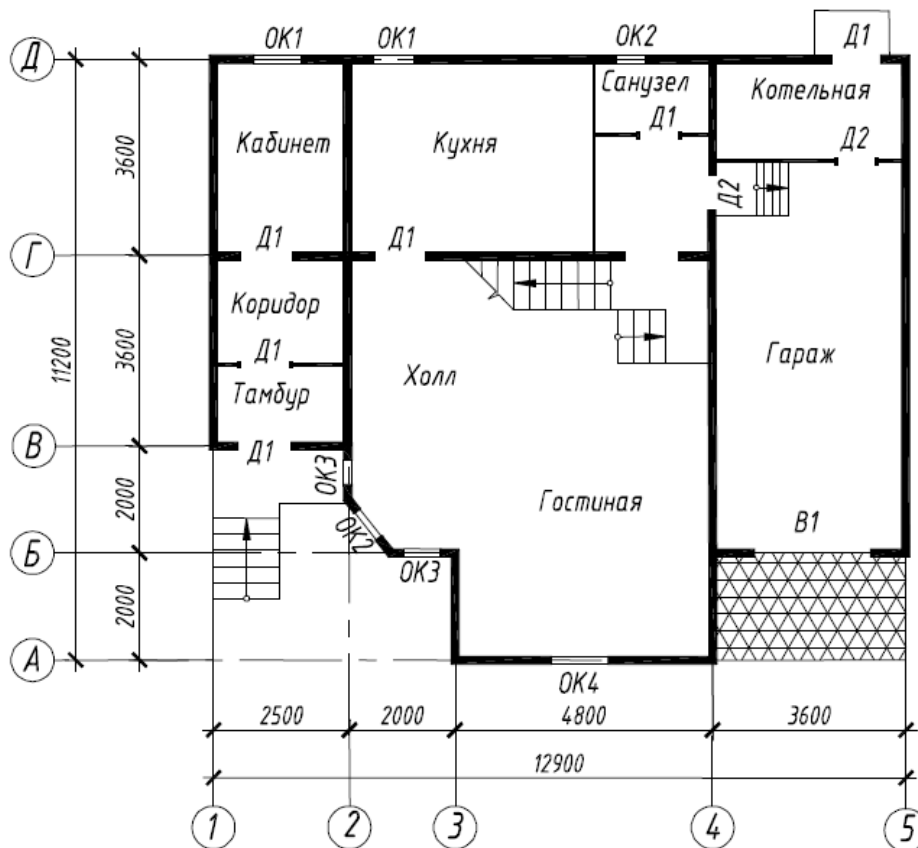 ОК1
ОК1
ОК2
Д1
Д
Санузел
Котельная
Д1
Д2
Кабинет
Кухня
3600
Д2
Д1
Д1
Г
Коридор
11200
3600
Д1
Холл
Гараж
Тамбур
В
Д1
ОК3
2000
Гостиная
ОК2
В1
Б
ОК3
2000
А
ОК4
2500
2000
4800
3600
12900
1
2
3
4
5